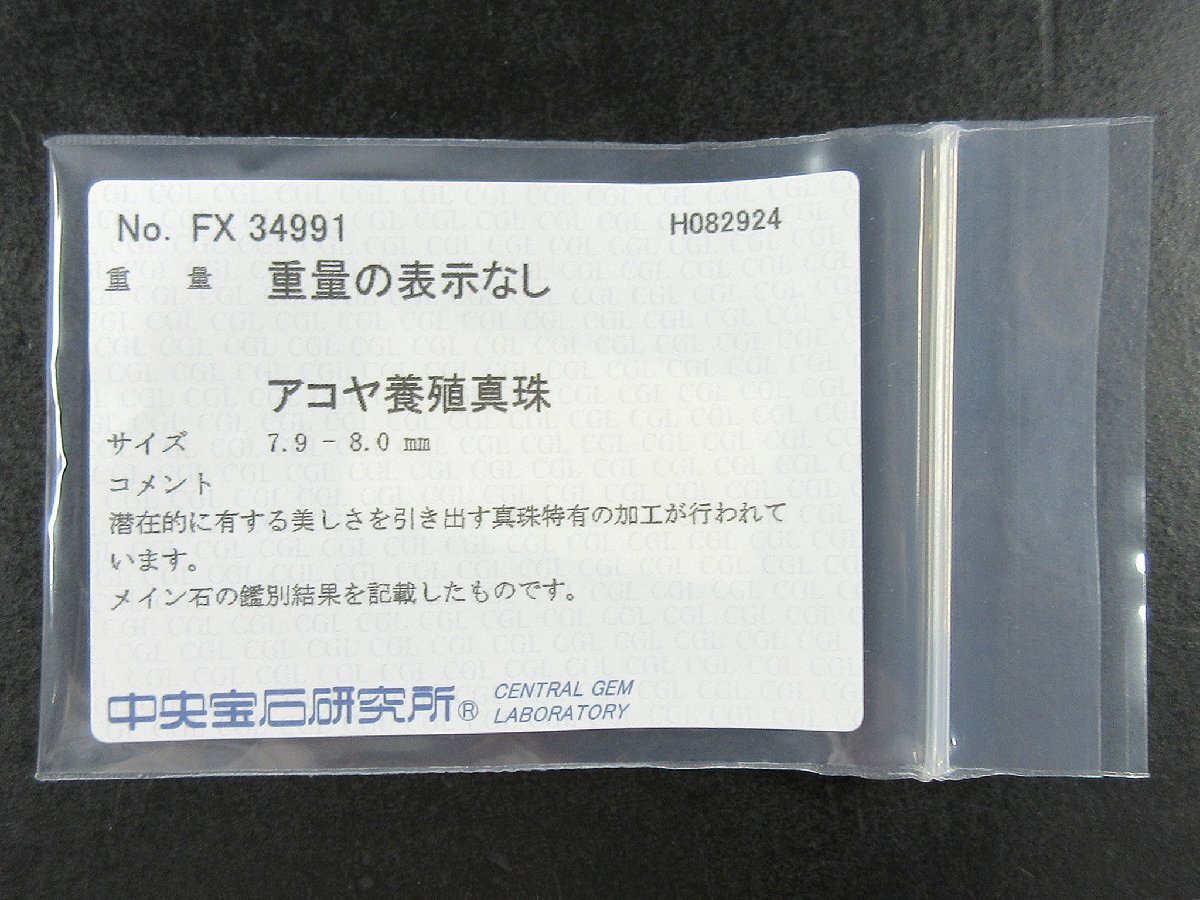 No. FX 34991 H082924
重 量 重量の表示なし
アコヤ養殖真珠
サイズ 7.9 - 8.0 mm
コメント
潜在的に有する美しさを引き出す真珠特有の加工が行われて
います。
メイン石の鑑別結果を記載したものです。
中央宝石研究所® CENTRAL GEM
LABORATORY